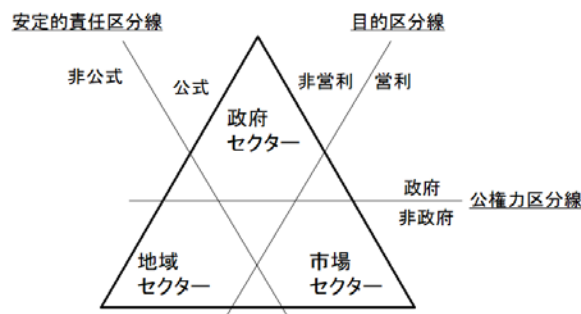 安定的責任区分線
目的区分線
非公式
公式
非営利
営利
政府
セクター
政府
非政府
公権力区分線
地域
セクター
市場
セクター